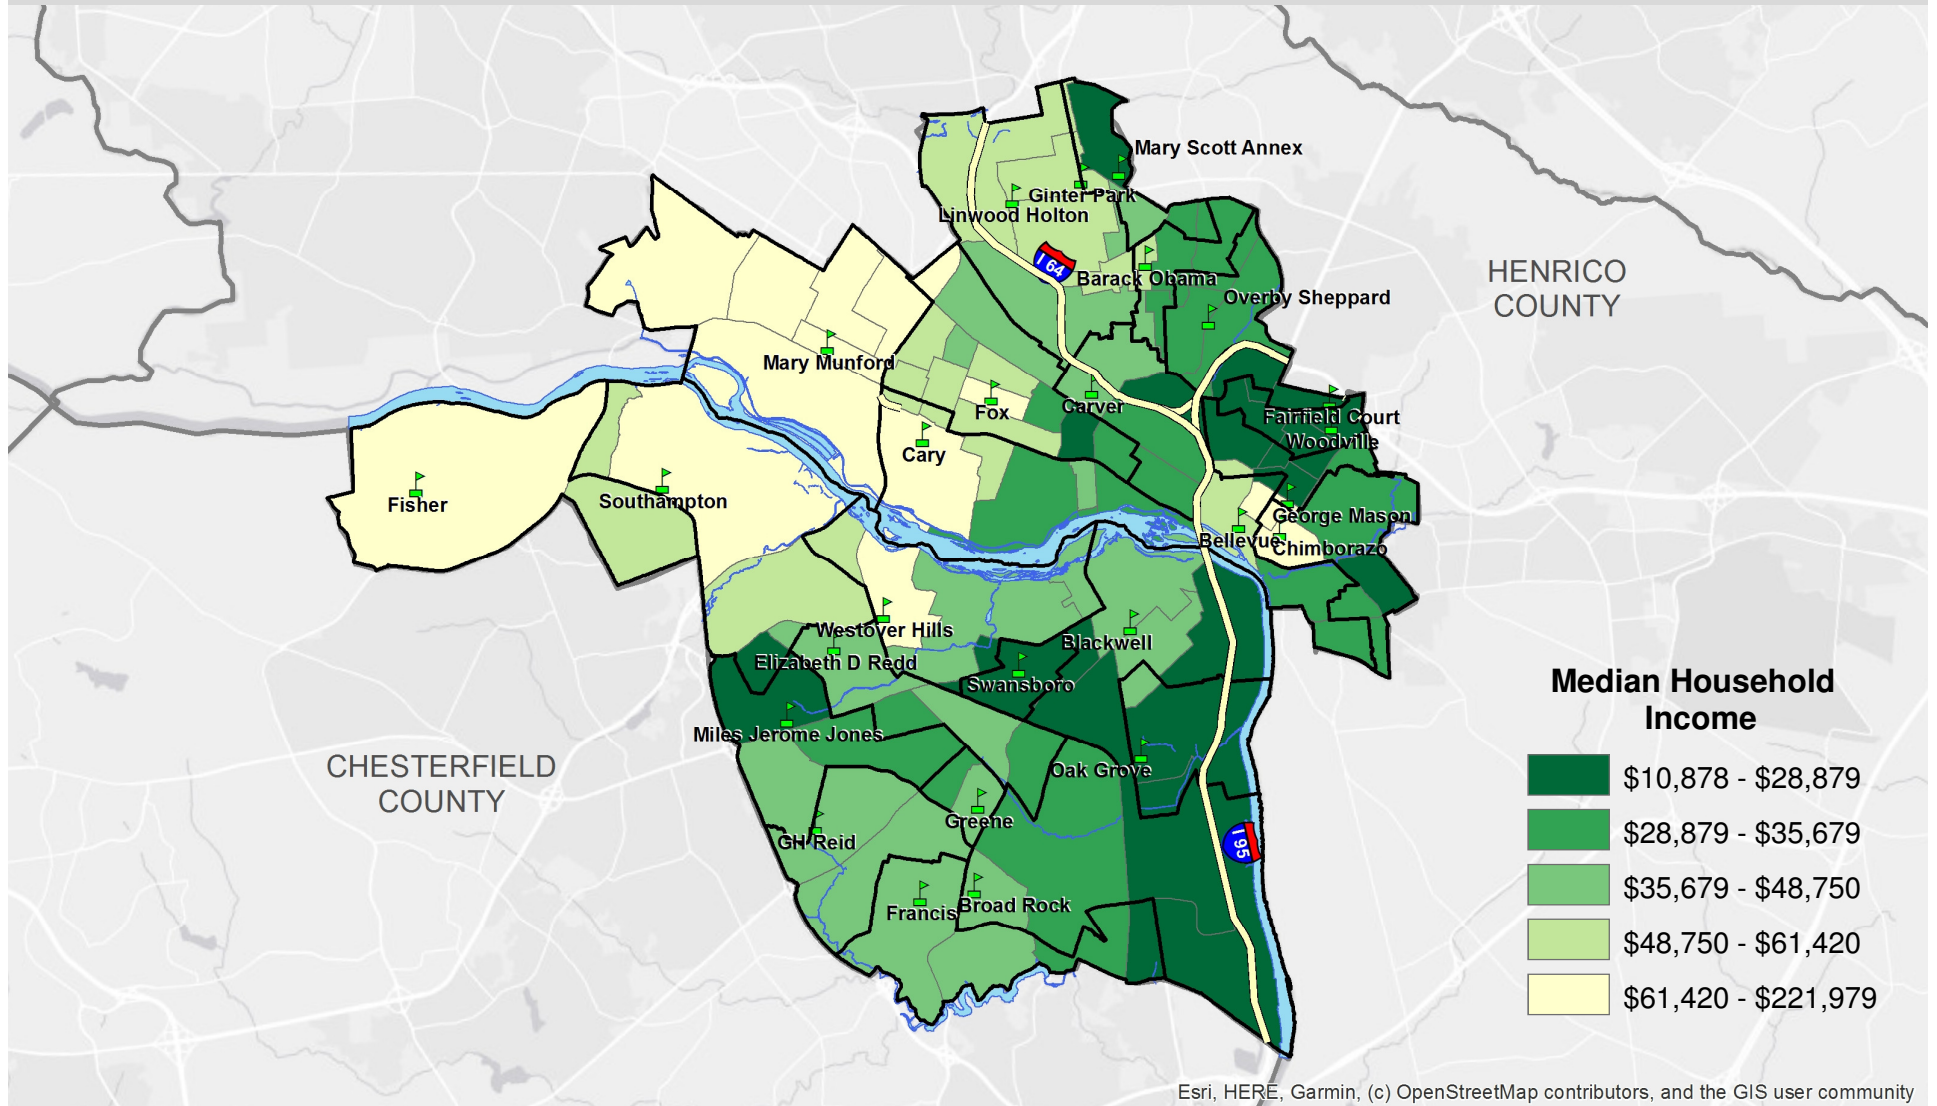 Mary Scott Annex
Ginter Park
Linwood Holton
I 64
Barack Obama
HENRICO
COUNTY
Overby Sheppard
Mary Munford
Fox
Carver
Fairfield Court
Woodville
Cary
Fisher
Southampton
George Mason
Bellevue
Chimborazo
Westover Hills
Blackwell
Elizabeth D Redd
Swansboro
Miles Jerome Jones
CHESTERFIELD
COUNTY
Oak Grove
Greene
GH Reid
I 95
Francis
Broad Rock
Median Household
Income
$10,878 - $28,879
$28,879 - $35,679
$35,679 - $48,750
$48,750 - $61,420
$61,420 - $221,979
Esri, HERE, Garmin, (c) OpenStreetMap contributors, and the GIS user community